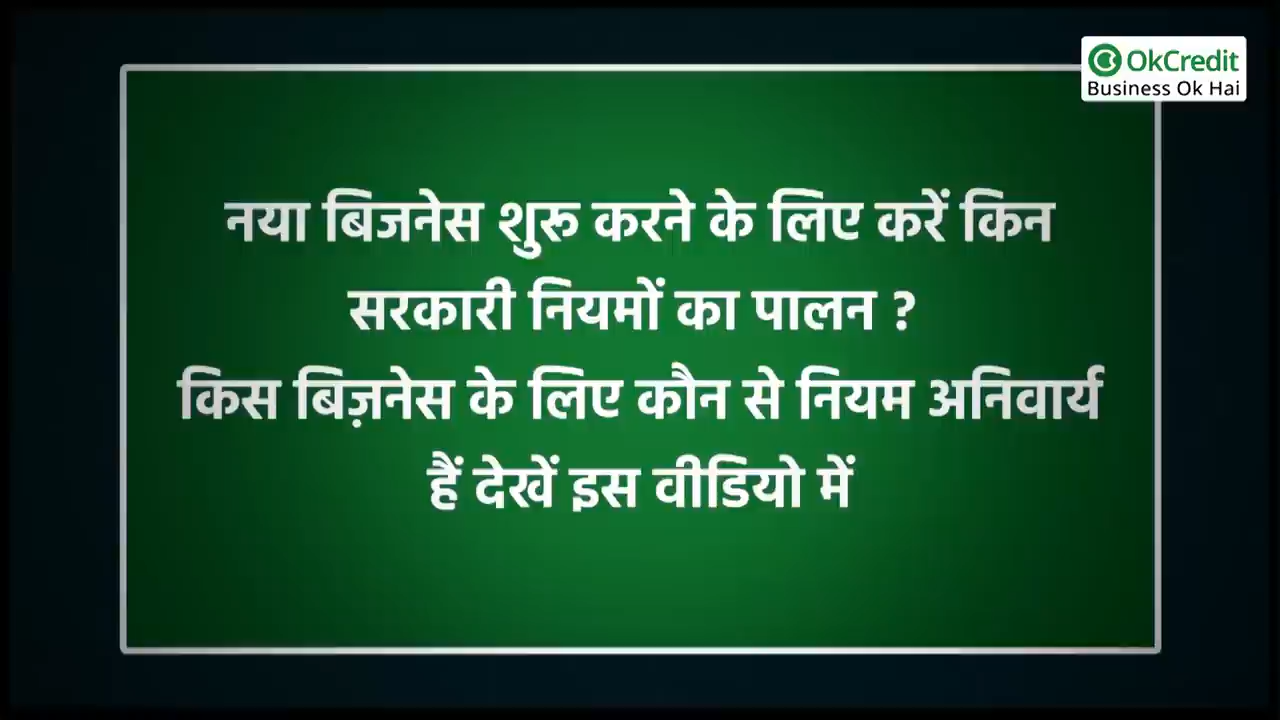 OkCredit
Business Ok Hai
नया बिजनेस शुरू करने के लिए करें किन
सरकारी नियमों का पालन ?
किस बिज़नेस के लिए कौन से नियम अनिवार्य
हैं देखें इस वीडियो में